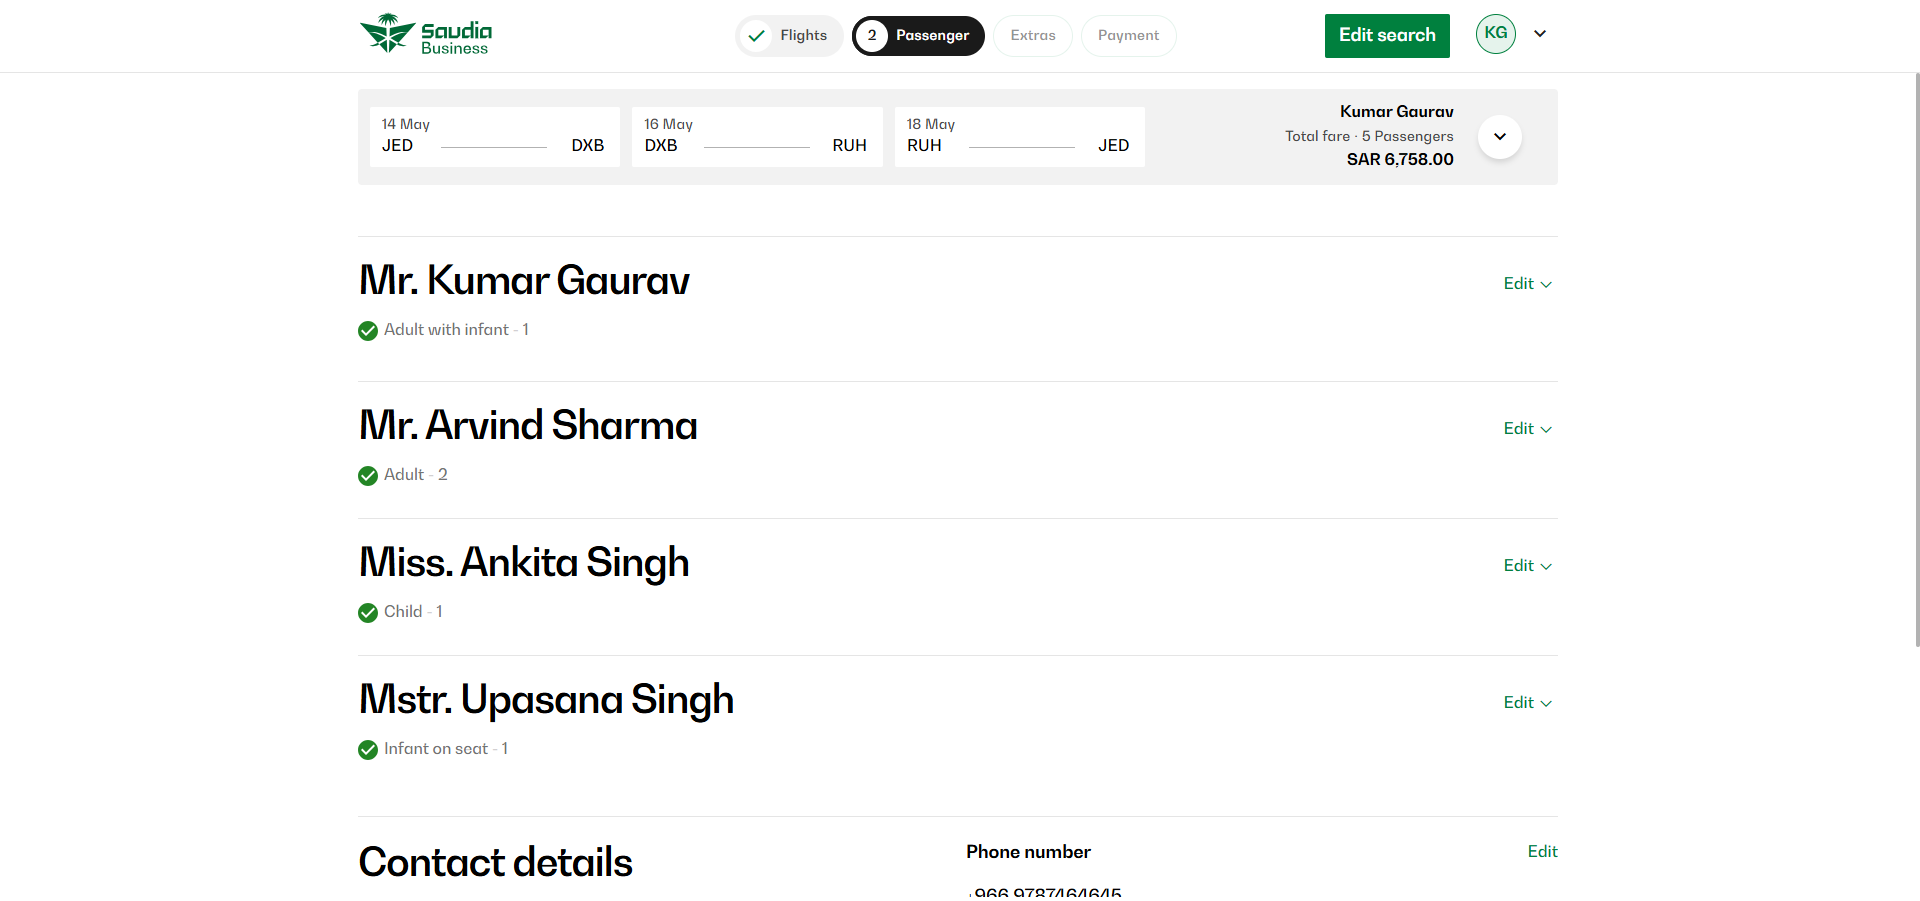 Saudia
Business
Flights
2 Passenger
Extras
Payment
Edit search
KG
14 May
JED DXB
16 May
DXB RUH
18 May
RUH JED
Kumar Gaurav
Total fare · 5 Passengers
SAR 6,758.00
Mr. Kumar Gaurav
Edit
Adult with infant - 1
Mr. Arvind Sharma
Edit
Adult - 2
Miss. Ankita Singh
Edit
Child - 1
Mstr. Upasana Singh
Edit
Infant on seat - 1
Contact details
Phone number
Edit
+966 9787464645